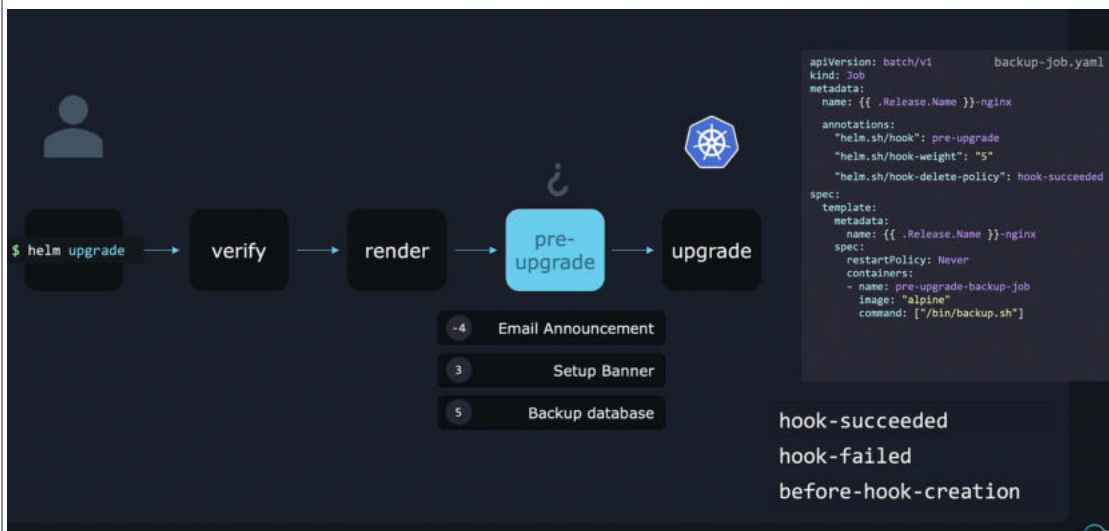 $ helm upgrade
verify
render
pre-
upgrade
upgrade
-4 Email Announcement
3 Setup Banner
5 Backup database
backup-job.yaml
apiVersion: batch/v1
kind: Job
metadata:
  name: {{ .Release.Name }}-nginx
  annotations:
    "helm.sh/hook": pre-upgrade
    "helm.sh/hook-weight": "5"
    "helm.sh/hook-delete-policy": hook-succeeded
spec:
  template:
    metadata:
      name: {{ .Release.Name }}-nginx
    spec:
      restartPolicy: Never
      containers:
      - name: pre-upgrade-backup-job
        image: "alpine"
        command: ["/bin/backup.sh"]
hook-succeeded
hook-failed
before-hook-creation